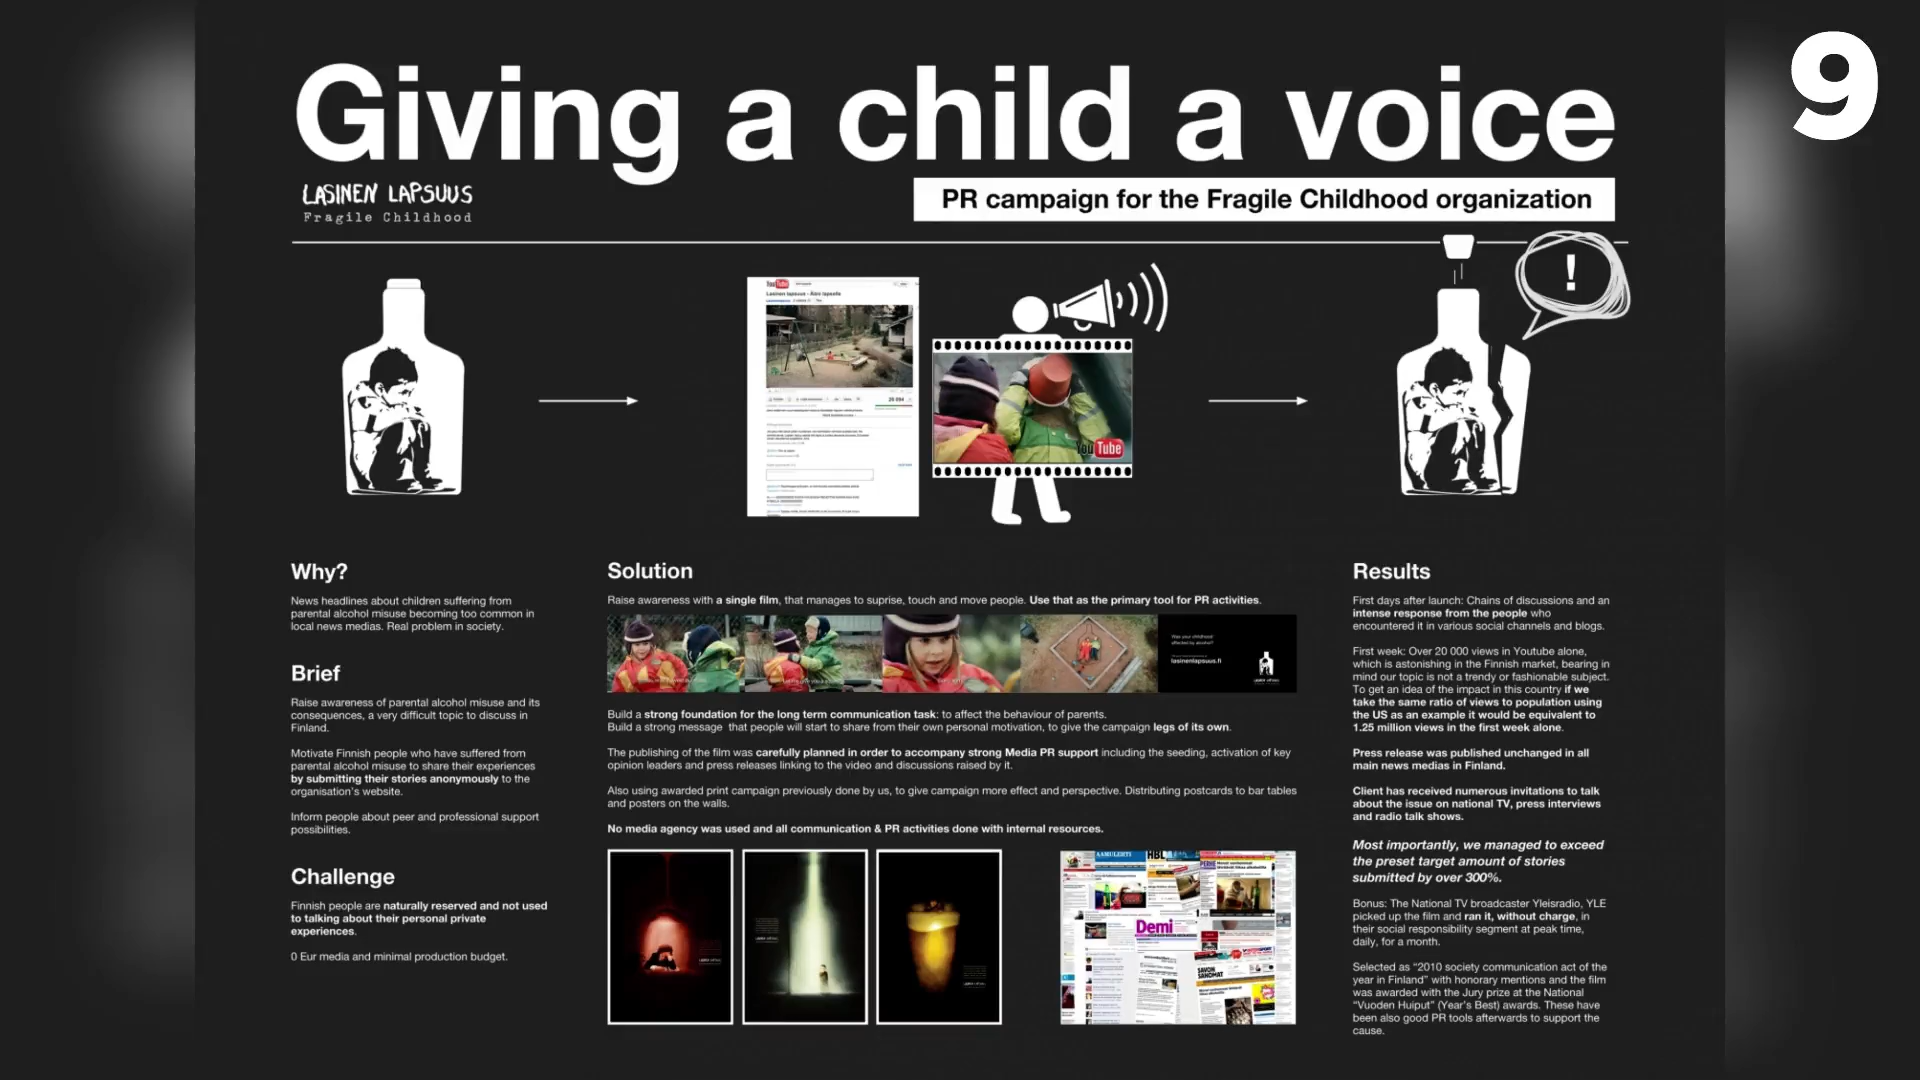 9
Giving a child a voice
LASINEN LAPSUUS
Fragile Childhood
PR campaign for the Fragile Childhood organization
!
YouTube
Lasinen lapsuus - Ääni lapselle
YouTube
Why?
News headlines about children suffering from
parental alcohol misuse becoming too common in
local news medias. Real problem in society.
Brief
Raise awareness of parental alcohol misuse and its
consequences, a very difficult topic to discuss in
Finland.
Motivate Finnish people who have suffered from
parental alcohol misuse to share their experiences
by submitting their stories anonymously to the
organisation's website.
Inform people about peer and professional support
possibilities.
Challenge
Finnish people are naturally reserved and not used
to talking about their personal private
experiences.
0 Eur media and minimal production budget.
Solution
Raise awareness with a single film, that manages to suprise, touch and move people. Use that as the primary tool for PR activities.
Was your childhood
affected by alcohol?
lasinenlapsuus.fi
Build a strong foundation for the long term communication task: to affect the behaviour of parents.
Build a strong message that people will start to share from their own personal motivation, to give the campaign legs of its own.
The publishing of the film was carefully planned in order to accompany strong Media PR support including the seeding, activation of key
opinion leaders and press releases linking to the video and discussions raised by it.
Also using awarded print campaign previously done by us, to give campaign more effect and perspective. Distributing postcards to bar tables
and posters on the walls.
No media agency was used and all communication & PR activities done with internal resources.
AAMULEHTI
HBL
PERHE
Demi
SAVON
SANOMAT
Results
First days after launch: Chains of discussions and an
intense response from the people who
encountered it in various social channels and blogs.
First week: Over 20 000 views in Youtube alone,
which is astonishing in the Finnish market, bearing in
mind our topic is not a trendy or fashionable subject.
To get an idea of the impact in this country if we
take the same ratio of views to population using
the US as an example it would be equivalent to
1.25 million views in the first week alone.
Press release was published unchanged in all
main news medias in Finland.
Client has received numerous invitations to talk
about the issue on national TV, press interviews
and radio talk shows.
Most importantly, we managed to exceed
the preset target amount of stories
submitted by over 300%.
Bonus: The National TV broadcaster Yleisradio, YLE
picked up the film and ran it, without charge, in
their social responsibility segment at peak time,
daily, for a month.
Selected as "2010 society communication act of the
year in Finland" with honorary mentions and the film
was awarded with the Jury prize at the National
"Vuoden Huiput" (Year's Best) awards. These have
been also good PR tools afterwards to support the
cause.